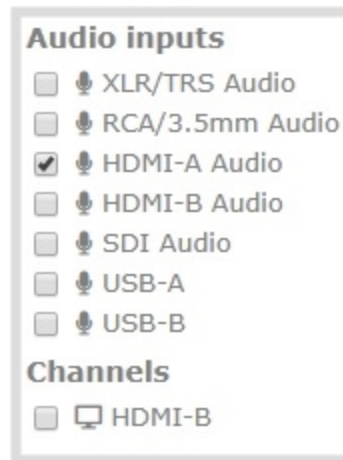 Audio inputs
XLR/TRS Audio
RCA/3.5mm Audio
HDMI-A Audio
HDMI-B Audio
SDI Audio
USB-A
USB-B
Channels
HDMI-B